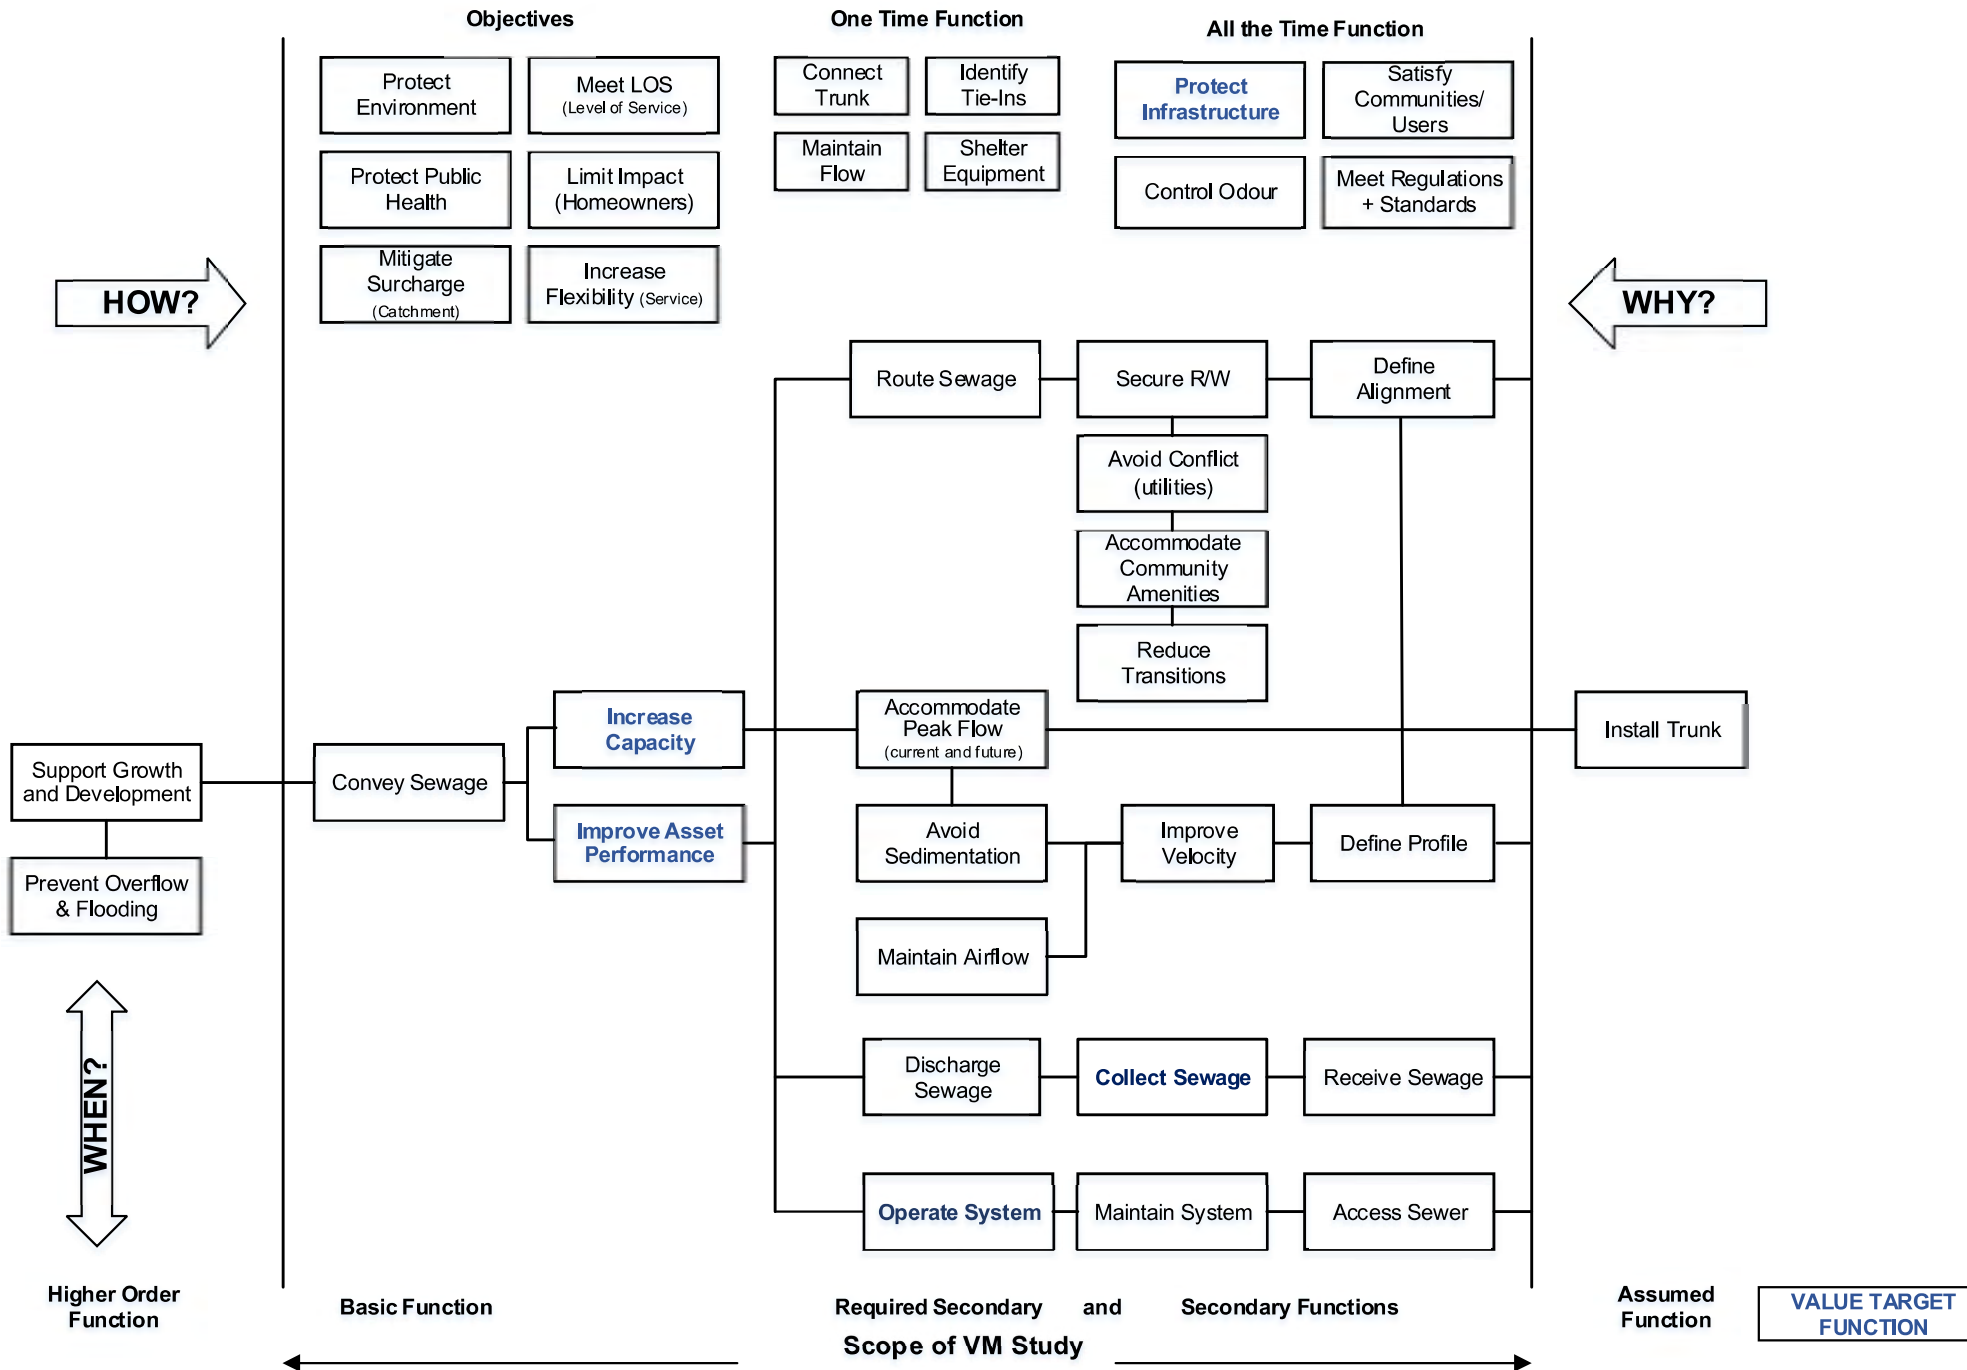 Objectives
One Time Function
All the Time Function
Protect
Environment
Meet LOS
(Level of Service)
Connect
Trunk
Identify
Tie-Ins
Protect
Infrastructure
Satisfy
Communities/
Users
Protect Public
Health
Limit Impact
(Homeowners)
Maintain
Flow
Shelter
Equipment
Control Odour
Meet Regulations
+ Standards
Mitigate
Surcharge
(Catchment)
Increase
Flexibility (Service)
HOW?
WHY?
Route Sewage
Secure R/W
Define
Alignment
Avoid Conflict
(utilities)
Accommodate
Community
Amenities
Reduce
Transitions
Increase
Capacity
Accommodate
Peak Flow
(current and future)
Install Trunk
Support Growth
and Development
Convey Sewage
Improve Asset
Performance
Avoid
Sedimentation
Improve
Velocity
Define Profile
Prevent Overflow
& Flooding
Maintain Airflow
WHEN?
Discharge
Sewage
Collect Sewage
Receive Sewage
Operate System
Maintain System
Access Sewer
Higher Order
Function
Basic Function
Required Secondary and Secondary Functions
Assumed
Function
VALUE TARGET
FUNCTION
Scope of VM Study